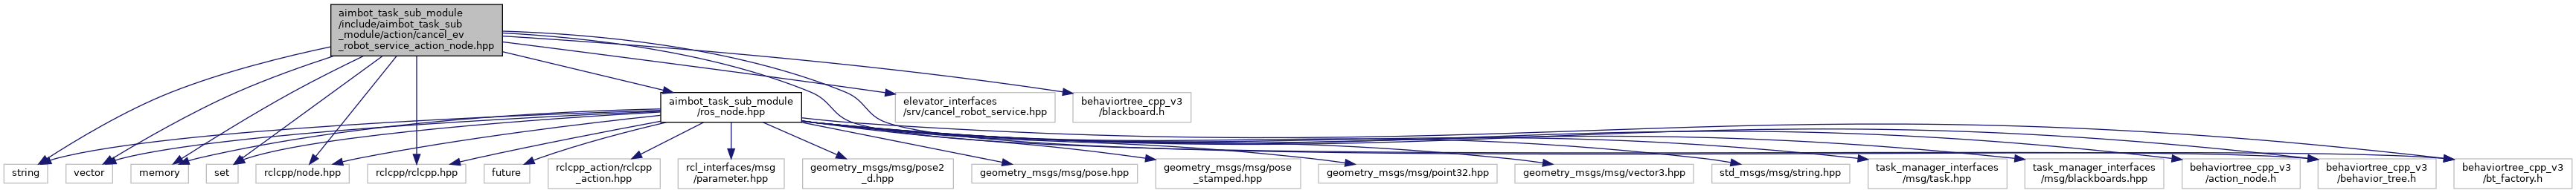 aimbot_task_sub_module
/include/aimbot_task_sub
_module/action/cancel_ev
_robot_service_action_node.hpp
aimbot_task_sub_module
/ros_node.hpp
elevator_interfaces
/srv/cancel_robot_service.hpp
behaviortree_cpp_v3
/blackboard.h
string
vector
memory
set
rclcpp/node.hpp
rclcpp/rclcpp.hpp
future
rclcpp_action/rclcpp
_action.hpp
rcl_interfaces/msg
/parameter.hpp
geometry_msgs/msg/pose2
_d.hpp
geometry_msgs/msg/pose.hpp
geometry_msgs/msg/pose
_stamped.hpp
geometry_msgs/msg/point32.hpp
geometry_msgs/msg/vector3.hpp
std_msgs/msg/string.hpp
task_manager_interfaces
/msg/task.hpp
task_manager_interfaces
/msg/blackboards.hpp
behaviortree_cpp_v3
/action_node.h
behaviortree_cpp_v3
/behavior_tree.h
behaviortree_cpp_v3
/bt_factory.h